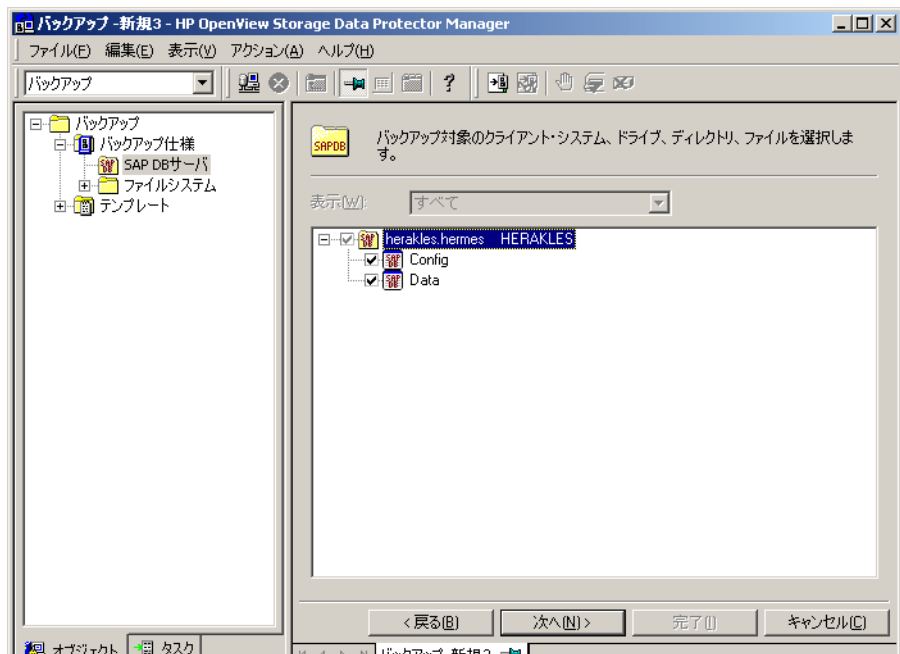 バックアップ -新規3 - HP OpenView Storage Data Protector Manager
ファイル(F) 編集(E) 表示(V) アクション(A) ヘルプ(H)
バックアップ
バックアップ
バックアップ仕様
SAP DBサーバ
ファイルシステム
テンプレート
SAPDB
バックアップ対象のクライアント・システム、ドライブ、ディレクトリ、ファイルを選択しま
す。
表示(W): すべて
herakles.hermes HERAKLES
Config
Data
< 戻る(B) 次へ(N) > 完了(I) キャンセル(C)
オブジェクト タスク
バックアップ -新規3